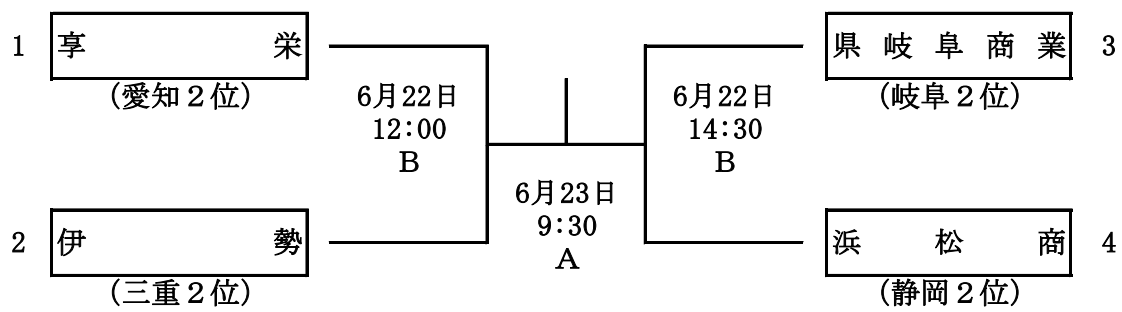 1 享栄
(愛知２位)
6月22日
12:00
B
2 伊勢
(三重２位)
6月23日
9:30
A
県岐阜商業 3
(岐阜２位)
6月22日
14:30
B
浜松商 4
(静岡２位)